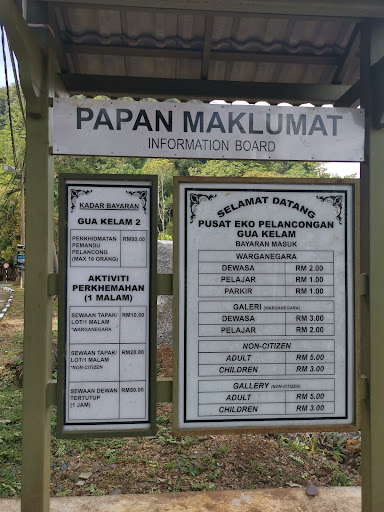 PAPAN MAKLUMAT
INFORMATION BOARD
KADAR BAYARAN
GUA KELAM 2
PERKHIDMATAN
PEMANDU
PELANCONG
(MAX 10 ORANG)
RM80.00
AKTIVITI
PERKHEMAHAN
(1 MALAM)
SEWAAN TAPAK/
LOT/1 MALAM
*WARGANEGARA
RM10.00
SEWAAN TAPAK/
LOT/1 MALAM
*NON-CITIZEN
RM20.00
SEWAAN DEWAN
TERTUTUP
(1 JAM)
RM50.00
SELAMAT DATANG
PUSAT EKO PELANCONGAN
GUA KELAM
BAYARAN MASUK
WARGANEGARA
DEWASA RM 2.00
PELAJAR RM 1.00
PARKIR RM 1.00
GALERI (WARGANEGARA)
DEWASA RM 3.00
PELAJAR RM 2.00
NON-CITIZEN
ADULT RM 5.00
CHILDREN RM 3.00
GALLERY (NON-CITIZEN)
ADULT RM 5.00
CHILDREN RM 3.00